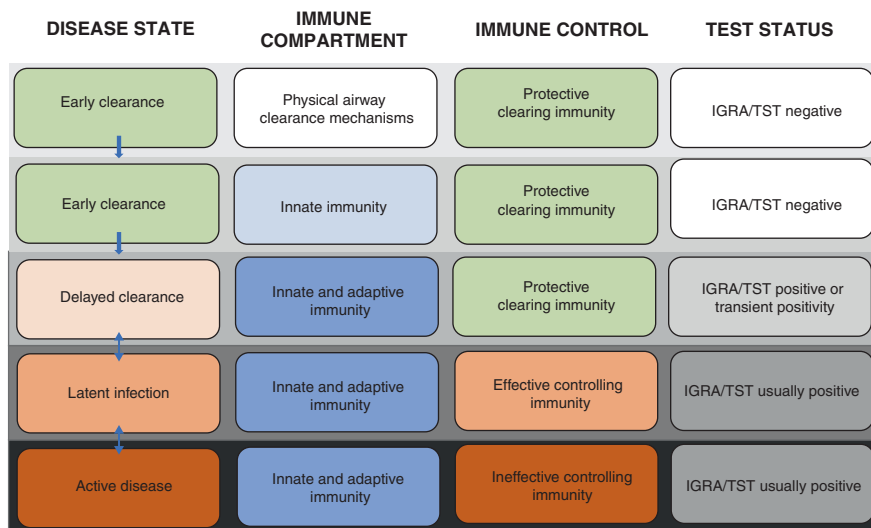 DISEASE STATE
IMMUNE
COMPARTMENT
IMMUNE CONTROL
TEST STATUS
Early clearance
Physical airway
clearance mechanisms
Protective
clearing immunity
IGRA/TST negative
Early clearance
Innate immunity
Protective
clearing immunity
IGRA/TST negative
Delayed clearance
Innate and adaptive
immunity
Protective
clearing immunity
IGRA/TST positive or
transient positivity
Latent infection
Innate and adaptive
immunity
Effective controlling
immunity
IGRA/TST usually positive
Active disease
Innate and adaptive
immunity
Ineffective controlling
immunity
IGRA/TST usually positive